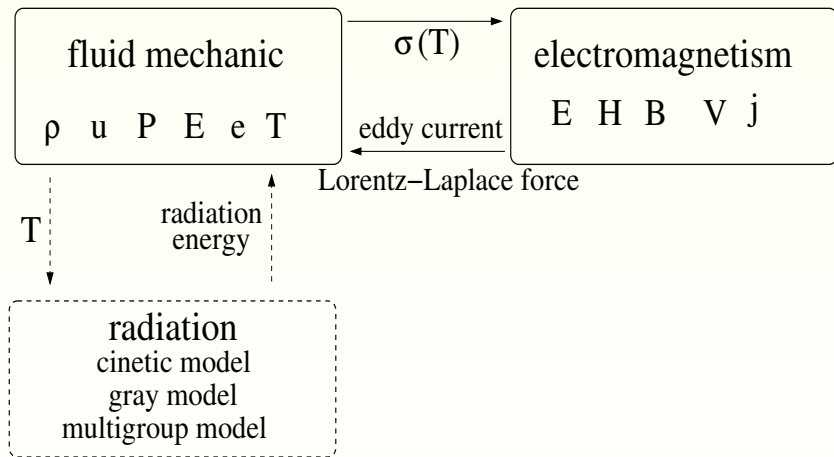 fluid mechanic
ρ u P E e T
σ(T)
electromagnetism
E H B V j
eddy current
Lorentz–Laplace force
T
radiation
energy
radiation
cinetic model
gray model
multigroup model